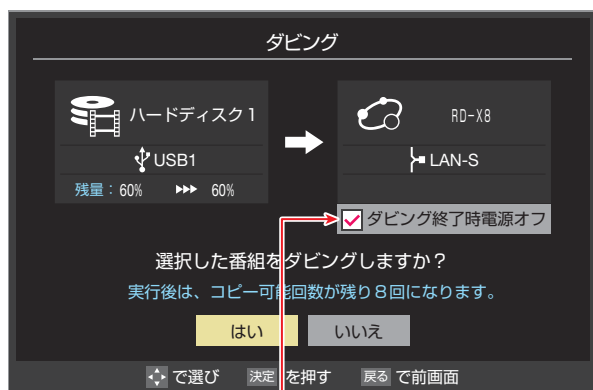 ダビング
ハードディスク1
RD-X8
USB1
LAN-S
残量：60% 60%
ダビング終了時電源オフ
選択した番組をダビングしますか？
実行後は、コピー可能回数が残り8回になります。
はい いいえ
で選び 決定 を押す 戻る で前画面